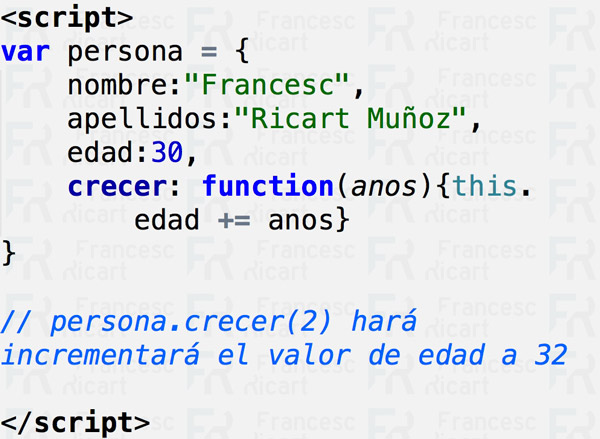 <script>
var persona = {
    nombre:"Francesc",
    apellidos:"Ricart Muñoz",
    edad:30,
    crecer: function(anos){this.
        edad += anos}
}
// persona.crecer(2) hará
incrementará el valor de edad a 32
</script>